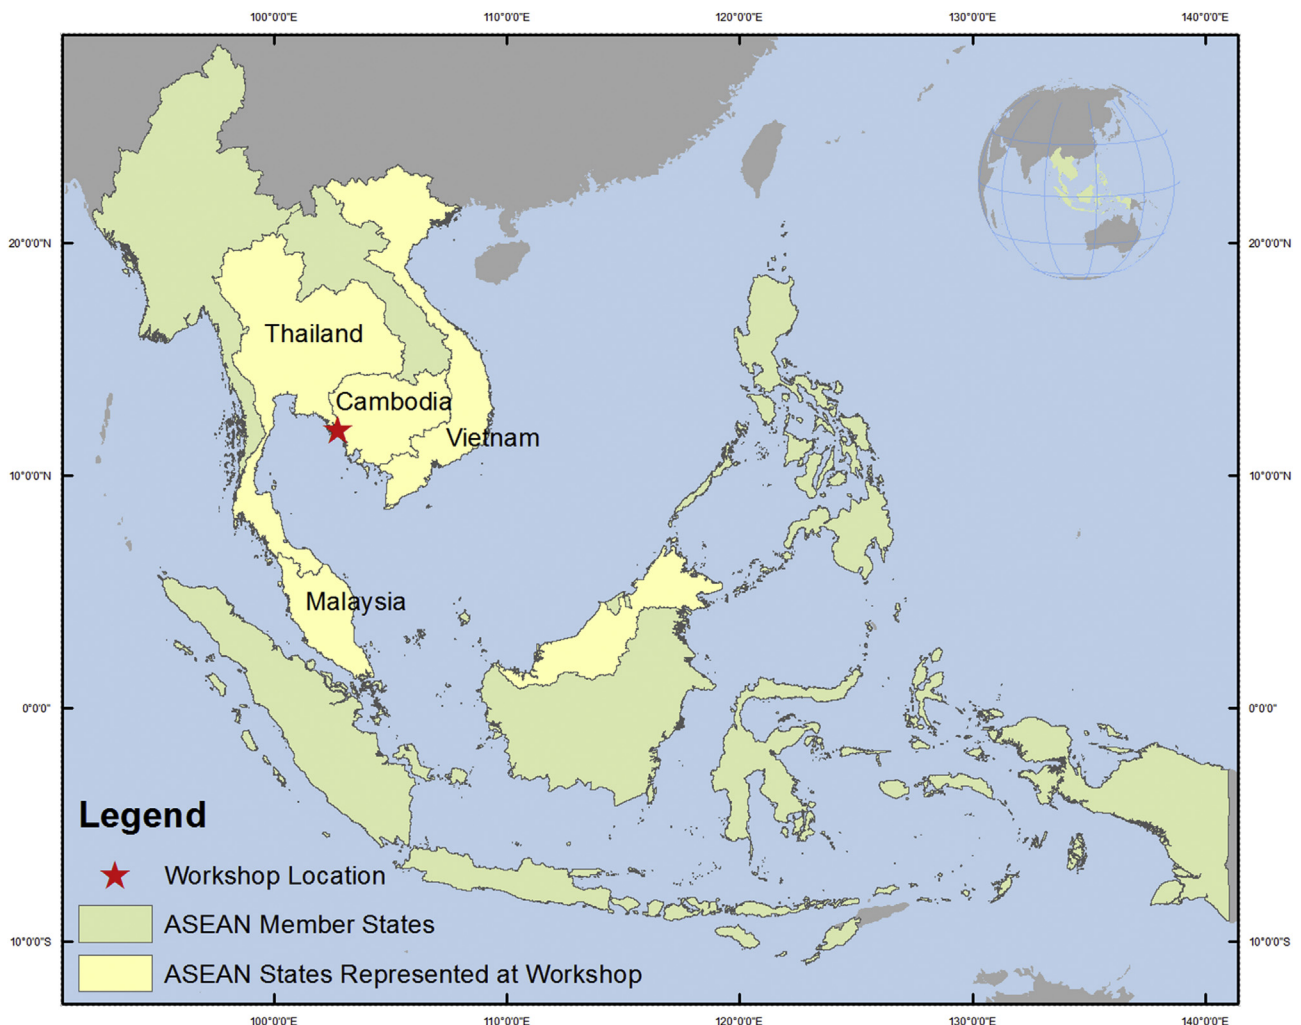 100°0'0"E 110°0'0"E 120°0'0"E 130°0'0"E 140°0'0"E
20°0'0"N 20°0'0"N
Thailand
Cambodia
Vietnam
10°0'0"N 10°0'0"N
Malaysia
0°0'0" 0°0'0"
Legend
Workshop Location
ASEAN Member States
10°0'0"S 10°0'0"S
ASEAN States Represented at Workshop
100°0'0"E 110°0'0"E 120°0'0"E 130°0'0"E 140°0'0"E